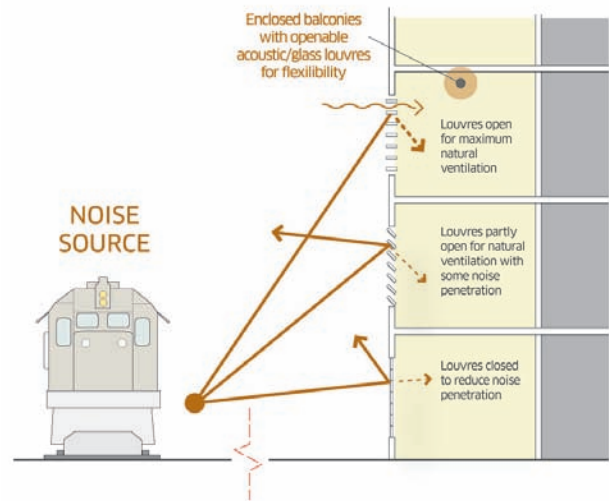 Enclosed balconies
with openable
acoustic/glass louvres
for flexilibility
Louvres open
for maximum
natural
ventilation
NOISE
SOURCE
Louvres partly
open for natural
ventilation with
some noise
penetration
Louvres closed
to reduce noise
penetration